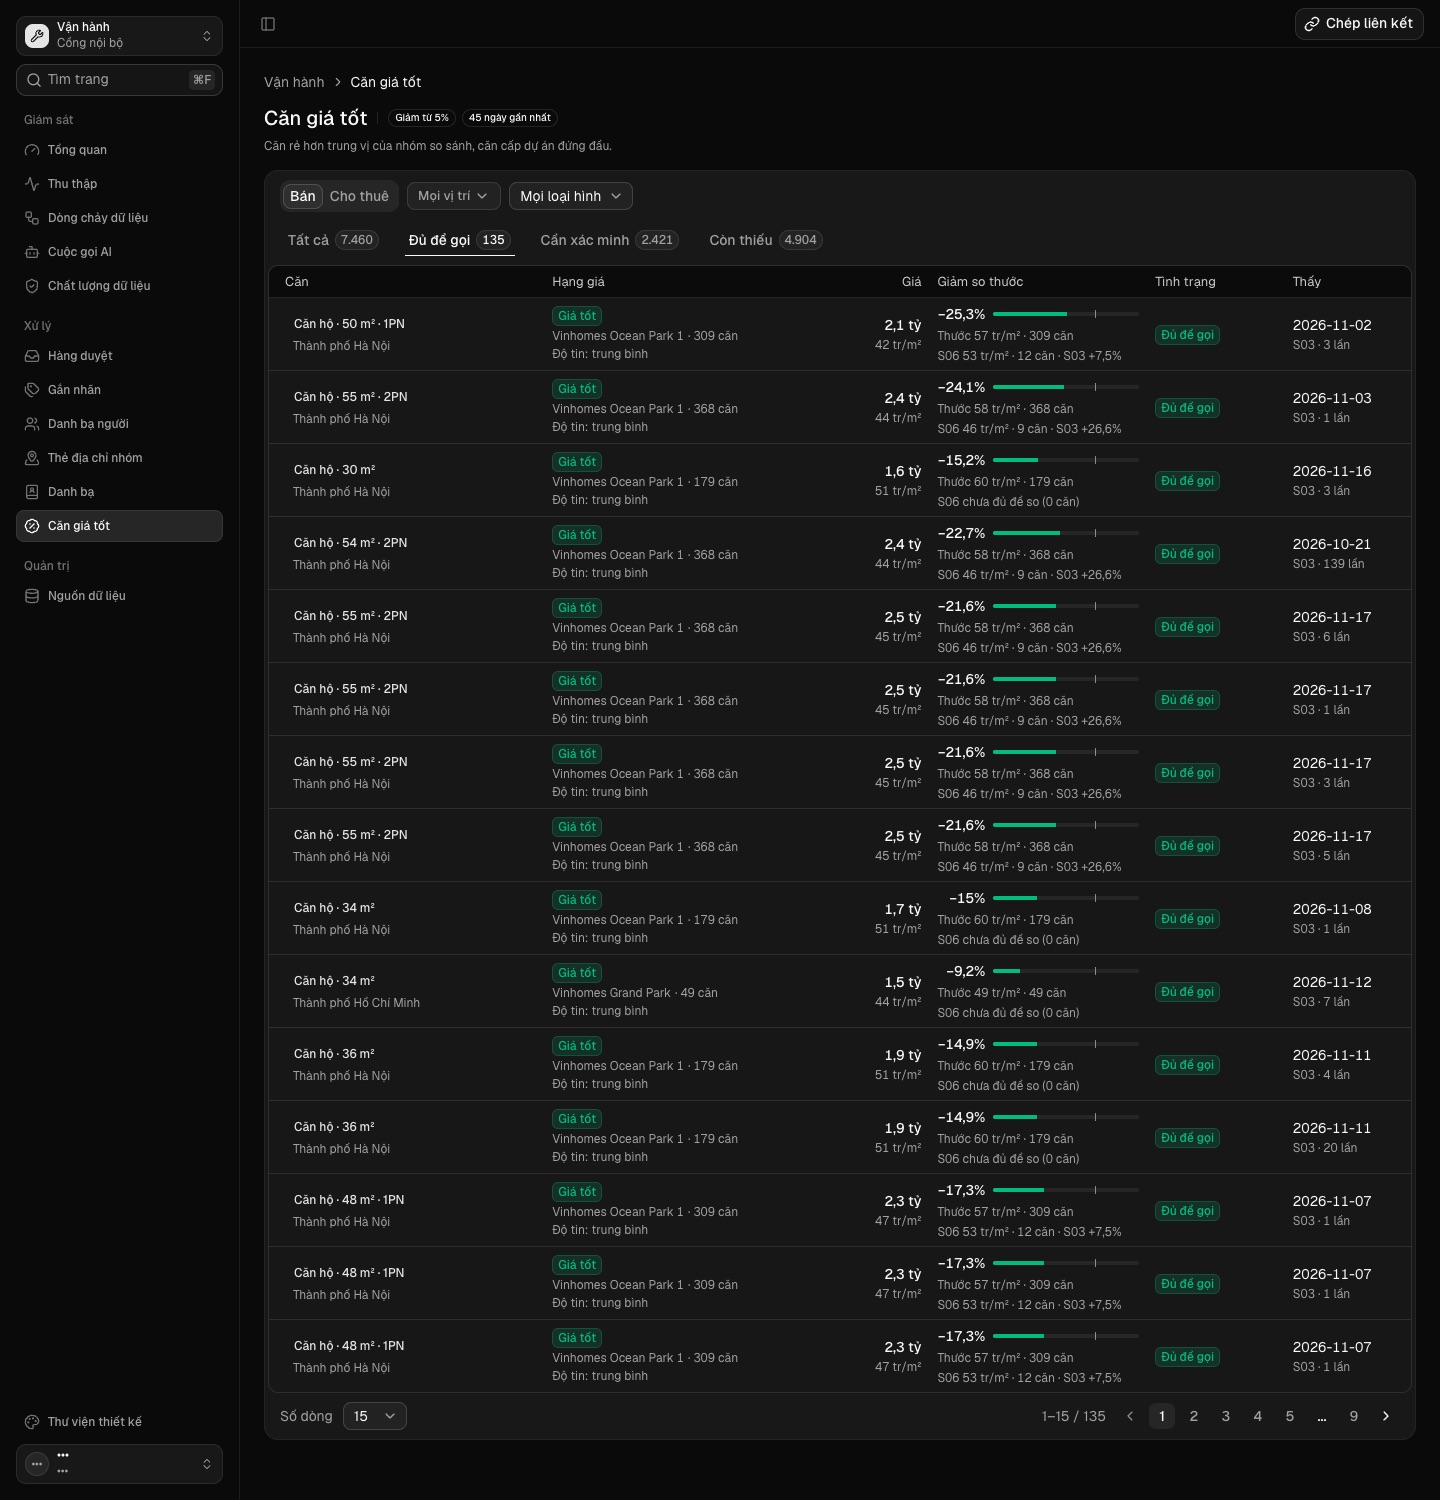 Vận hành
Cổng nội bộ
Tìm trang
⌘F
Giám sát
Tổng quan
Thu thập
Dòng chảy dữ liệu
Cuộc gọi AI
Chất lượng dữ liệu
Xử lý
Hàng duyệt
Gắn nhãn
Danh bạ người
Thẻ địa chỉ nhóm
Danh bạ
Căn giá tốt
Quản trị
Nguồn dữ liệu
Thư viện thiết kế
Chép liên kết
Vận hành > Căn giá tốt
Căn giá tốt
Giảm từ 5%
45 ngày gần nhất
Căn rẻ hơn trung vị của nhóm so sánh, căn cấp dự án đứng đầu.
Bán Cho thuê Mọi vị trí Mọi loại hình
Tất cả 7.460 Đủ để gọi 135 Cần xác minh 2.421 Còn thiếu 4.904
Căn Hạng giá Giá Giảm so thước Tình trạng Thấy
Căn hộ · 50 m² · 1PN
Thành phố Hà Nội
Giá tốt
Vinhomes Ocean Park 1 · 309 căn
Độ tin: trung bình
2,1 tỷ
42 tr/m²
−25,3%
Thước 57 tr/m² · 309 căn
S06 53 tr/m² · 12 căn · S03 +7,5%
Đủ để gọi
2026-11-02
S03 · 3 lần
Căn hộ · 55 m² · 2PN
Thành phố Hà Nội
Giá tốt
Vinhomes Ocean Park 1 · 368 căn
Độ tin: trung bình
2,4 tỷ
44 tr/m²
−24,1%
Thước 58 tr/m² · 368 căn
S06 46 tr/m² · 9 căn · S03 +26,6%
Đủ để gọi
2026-11-03
S03 · 1 lần
Căn hộ · 30 m²
Thành phố Hà Nội
Giá tốt
Vinhomes Ocean Park 1 · 179 căn
Độ tin: trung bình
1,6 tỷ
51 tr/m²
−15,2%
Thước 60 tr/m² · 179 căn
S06 chưa đủ để so (0 căn)
Đủ để gọi
2026-11-16
S03 · 3 lần
Căn hộ · 54 m² · 2PN
Thành phố Hà Nội
Giá tốt
Vinhomes Ocean Park 1 · 368 căn
Độ tin: trung bình
2,4 tỷ
44 tr/m²
−22,7%
Thước 58 tr/m² · 368 căn
S06 46 tr/m² · 9 căn · S03 +26,6%
Đủ để gọi
2026-10-21
S03 · 139 lần
Căn hộ · 55 m² · 2PN
Thành phố Hà Nội
Giá tốt
Vinhomes Ocean Park 1 · 368 căn
Độ tin: trung bình
2,5 tỷ
45 tr/m²
−21,6%
Thước 58 tr/m² · 368 căn
S06 46 tr/m² · 9 căn · S03 +26,6%
Đủ để gọi
2026-11-17
S03 · 6 lần
Căn hộ · 55 m² · 2PN
Thành phố Hà Nội
Giá tốt
Vinhomes Ocean Park 1 · 368 căn
Độ tin: trung bình
2,5 tỷ
45 tr/m²
−21,6%
Thước 58 tr/m² · 368 căn
S06 46 tr/m² · 9 căn · S03 +26,6%
Đủ để gọi
2026-11-17
S03 · 1 lần
Căn hộ · 55 m² · 2PN
Thành phố Hà Nội
Giá tốt
Vinhomes Ocean Park 1 · 368 căn
Độ tin: trung bình
2,5 tỷ
45 tr/m²
−21,6%
Thước 58 tr/m² · 368 căn
S06 46 tr/m² · 9 căn · S03 +26,6%
Đủ để gọi
2026-11-17
S03 · 3 lần
Căn hộ · 55 m² · 2PN
Thành phố Hà Nội
Giá tốt
Vinhomes Ocean Park 1 · 368 căn
Độ tin: trung bình
2,5 tỷ
45 tr/m²
−21,6%
Thước 58 tr/m² · 368 căn
S06 46 tr/m² · 9 căn · S03 +26,6%
Đủ để gọi
2026-11-17
S03 · 5 lần
Căn hộ · 34 m²
Thành phố Hà Nội
Giá tốt
Vinhomes Ocean Park 1 · 179 căn
Độ tin: trung bình
1,7 tỷ
51 tr/m²
−15%
Thước 60 tr/m² · 179 căn
S06 chưa đủ để so (0 căn)
Đủ để gọi
2026-11-08
S03 · 1 lần
Căn hộ · 34 m²
Thành phố Hồ Chí Minh
Giá tốt
Vinhomes Grand Park · 49 căn
Độ tin: trung bình
1,5 tỷ
44 tr/m²
−9,2%
Thước 49 tr/m² · 49 căn
S06 chưa đủ để so (0 căn)
Đủ để gọi
2026-11-12
S03 · 7 lần
Căn hộ · 36 m²
Thành phố Hà Nội
Giá tốt
Vinhomes Ocean Park 1 · 179 căn
Độ tin: trung bình
1,9 tỷ
51 tr/m²
−14,9%
Thước 60 tr/m² · 179 căn
S06 chưa đủ để so (0 căn)
Đủ để gọi
2026-11-11
S03 · 4 lần
Căn hộ · 36 m²
Thành phố Hà Nội
Giá tốt
Vinhomes Ocean Park 1 · 179 căn
Độ tin: trung bình
1,9 tỷ
51 tr/m²
−14,9%
Thước 60 tr/m² · 179 căn
S06 chưa đủ để so (0 căn)
Đủ để gọi
2026-11-11
S03 · 20 lần
Căn hộ · 48 m² · 1PN
Thành phố Hà Nội
Giá tốt
Vinhomes Ocean Park 1 · 309 căn
Độ tin: trung bình
2,3 tỷ
47 tr/m²
−17,3%
Thước 57 tr/m² · 309 căn
S06 53 tr/m² · 12 căn · S03 +7,5%
Đủ để gọi
2026-11-07
S03 · 1 lần
Căn hộ · 48 m² · 1PN
Thành phố Hà Nội
Giá tốt
Vinhomes Ocean Park 1 · 309 căn
Độ tin: trung bình
2,3 tỷ
47 tr/m²
−17,3%
Thước 57 tr/m² · 309 căn
S06 53 tr/m² · 12 căn · S03 +7,5%
Đủ để gọi
2026-11-07
S03 · 1 lần
Căn hộ · 48 m² · 1PN
Thành phố Hà Nội
Giá tốt
Vinhomes Ocean Park 1 · 309 căn
Độ tin: trung bình
2,3 tỷ
47 tr/m²
−17,3%
Thước 57 tr/m² · 309 căn
S06 53 tr/m² · 12 căn · S03 +7,5%
Đủ để gọi
2026-11-07
S03 · 1 lần
Số dòng 15
1–15 / 135 1 2 3 4 5 … 9